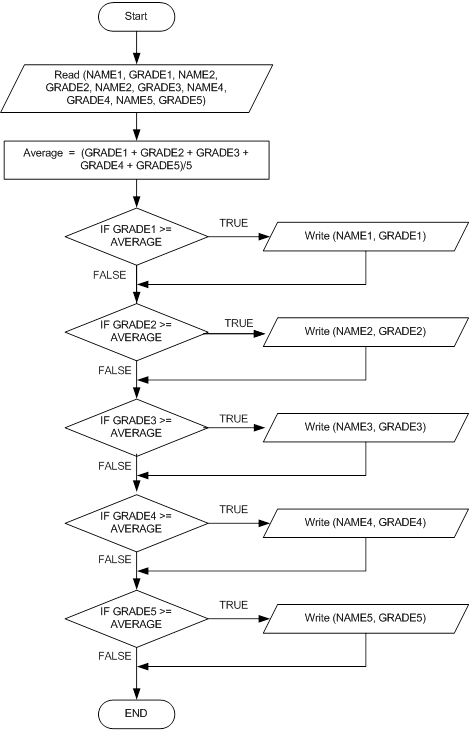 Start
Read (NAME1, GRADE1, NAME2,
GRADE2, NAME2, GRADE3, NAME4,
GRADE4, NAME5, GRADE5)
Average = (GRADE1 + GRADE2 + GRADE3 +
GRADE4 + GRADE5)/5
IF GRADE1 >=
AVERAGE
TRUE
Write (NAME1, GRADE1)
FALSE
IF GRADE2 >=
AVERAGE
TRUE
Write (NAME2, GRADE2)
FALSE
IF GRADE3 >=
AVERAGE
TRUE
Write (NAME3, GRADE3)
FALSE
IF GRADE4 >=
AVERAGE
TRUE
Write (NAME4, GRADE4)
FALSE
IF GRADE5 >=
AVERAGE
TRUE
Write (NAME5, GRADE5)
FALSE
END